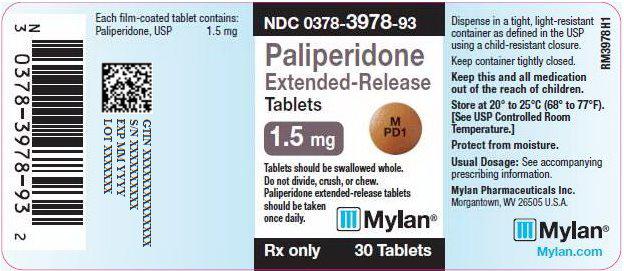 N
3 0378-3978-93 2
Each film-coated tablet contains:
Paliperidone, USP 1.5 mg
GTIN XXXXXXXXXXXXXX
S/N XXXXXXXXXX
EXP MM YYYY
LOT XXXXXX
NDC 0378-3978-93
Paliperidone
Extended-Release
Tablets
1.5 mg
M
PD1
Tablets should be swallowed whole.
Do not divide, crush, or chew.
Paliperidone extended-release tablets
should be taken
once daily.
Mylan®
Rx only 30 Tablets
Dispense in a tight, light-resistant
container as defined in the USP
using a child-resistant closure.
Keep container tightly closed.
Keep this and all medication
out of the reach of children.
Store at 20° to 25°C (68° to 77°F).
[See USP Controlled Room
Temperature.]
Protect from moisture.
Usual Dosage: See accompanying
prescribing information.
Mylan Pharmaceuticals Inc.
Morgantown, WV 26505 U.S.A.
Mylan®
Mylan.com
RM3978H1